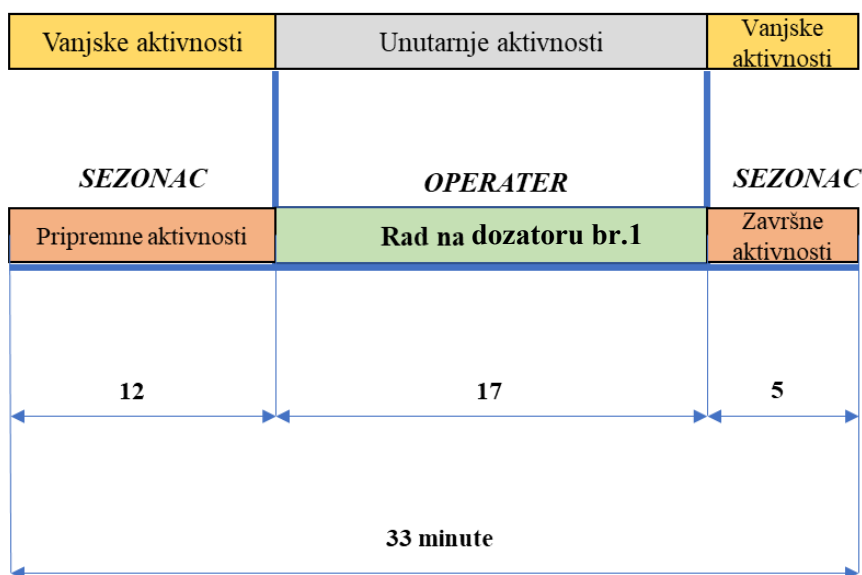 Vanjske aktivnosti
Unutarnje aktivnosti
Vanjske
aktivnosti
SEZONAC
OPERATER
SEZONAC
Pripremne aktivnosti
Rad na dozatoru br.1
Završne
aktivnosti
12
17
5
33 minute